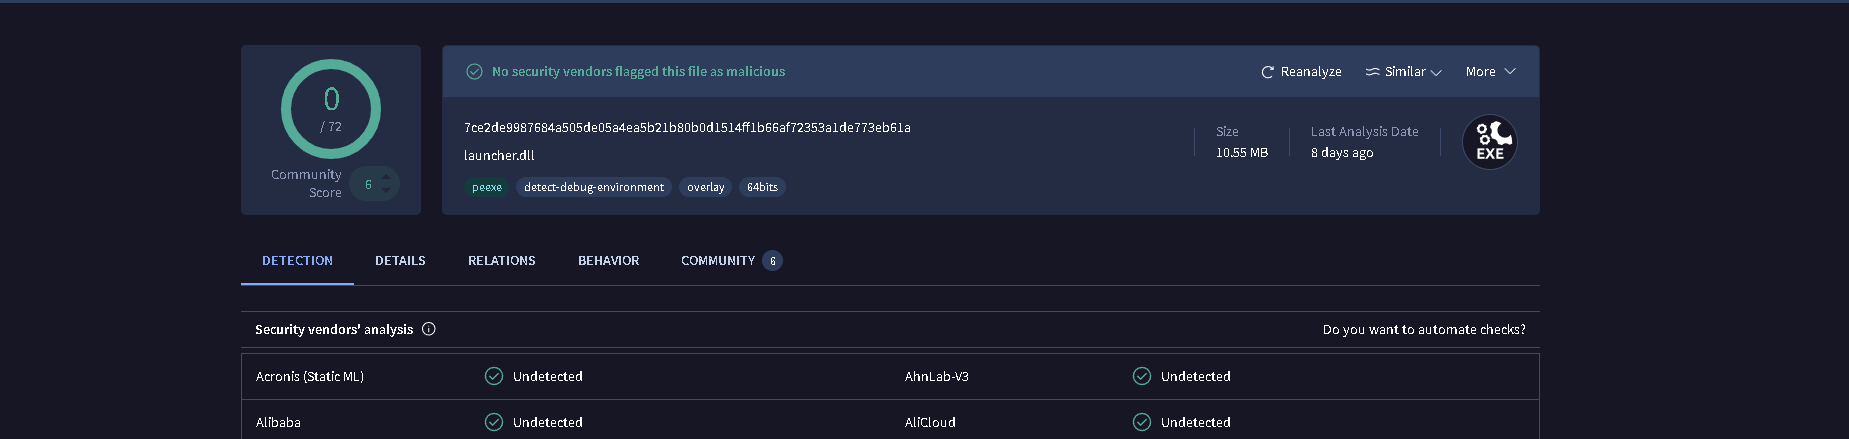 0
/ 72
Community
Score
6
No security vendors flagged this file as malicious
Reanalyze
Similar
More
7ce2de9987684a505de05a4ea5b21b80b0d1514ff1b66af72353a1de773eb61a
launcher.dll
peexe
detect-debug-environment
overlay
64bits
Size
10.55 MB
Last Analysis Date
8 days ago
EXE
DETECTION
DETAILS
RELATIONS
BEHAVIOR
COMMUNITY 6
Security vendors' analysis
Do you want to automate checks?
Acronis (Static ML) Undetected AhnLab-V3 Undetected
Alibaba Undetected AliCloud Undetected